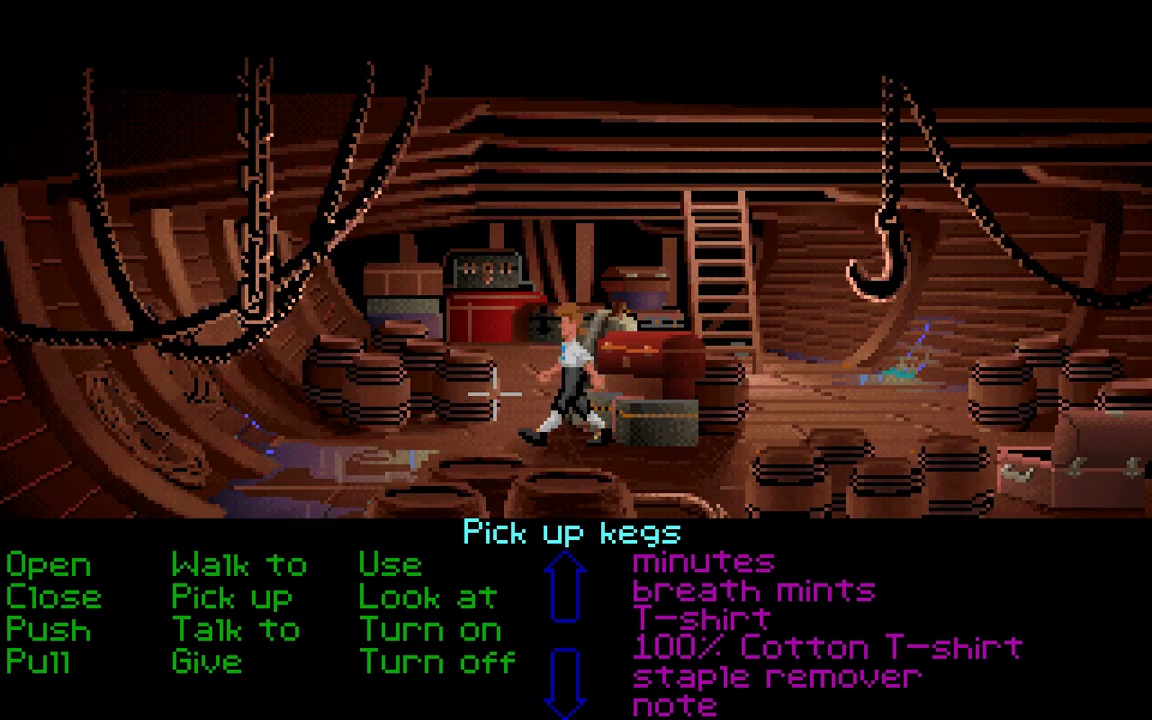 Pick up kegs
Open Walk to Use
Close Pick up Look at
Push Talk to Turn on
Pull Give Turn off
minutes
breath mints
T-shirt
100% Cotton T-shirt
staple remover
note